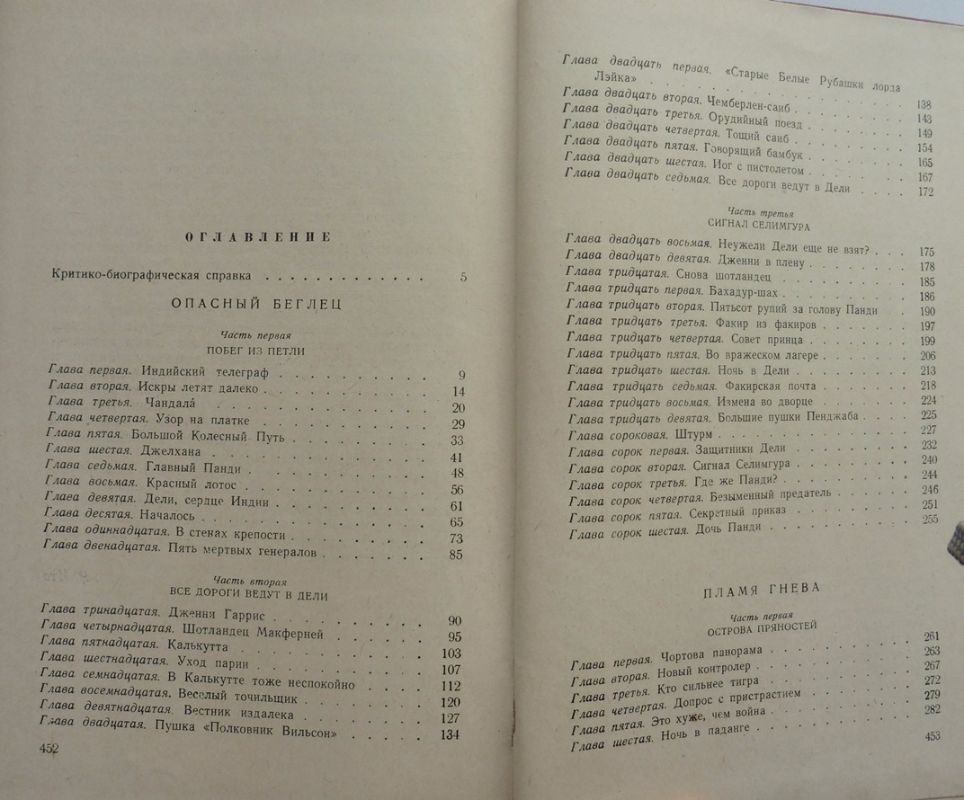 ОГЛАВЛЕНИЕ
Критико-биографическая справка . . . . . . . . . . . . 5
ОПАСНЫЙ БЕГЛЕЦ
Часть первая
ПОБЕГ ИЗ ПЕТЛИ
Глава первая. Индийский телеграф . . . . . . . . . 9
Глава вторая. Искры летят далеко . . . . . . . . . 14
Глава третья. Чандала́ . . . . . . . . . 20
Глава четвертая. Узор на платке . . . . . . . . . 29
Глава пятая. Большой Колесный Путь . . . . . . . . . 33
Глава шестая. Джелхана . . . . . . . . . 41
Глава седьмая. Главный Панди . . . . . . . . . 48
Глава восьмая. Красный лотос . . . . . . . . . 56
Глава девятая. Дели, сердце Индии . . . . . . . . . 61
Глава десятая. Началось . . . . . . . . . 65
Глава одиннадцатая. В стенах крепости . . . . . . . . . 73
Глава двенадцатая. Пять мертвых генералов . . . . . . . . . 85
Часть вторая
ВСЕ ДОРОГИ ВЕДУТ В ДЕЛИ
Глава тринадцатая. Дженни Гаррис . . . . . . . . . 90
Глава четырнадцатая. Шотландец Макферней . . . . . . . . . 95
Глава пятнадцатая. Калькутта . . . . . . . . . 103
Глава шестнадцатая. Уход парии . . . . . . . . . 107
Глава семнадцатая. В Калькутте тоже неспокойно . . . . . 112
Глава восемнадцатая. Веселый точильщик . . . . . . . . . 120
Глава девятнадцатая. Вестник издалека . . . . . . . . . 127
Глава двадцатая. Пушка «Полковник Вильсон» . . . . . 134
452
Глава двадцать первая. «Старые Белые Рубашки лорда
Лэйка» . . . . . . . . . 138
Глава двадцать вторая. Чемберлен-саиб . . . . . . . . . 143
Глава двадцать третья. Орудийный поезд . . . . . . . . . 149
Глава двадцать четвертая. Тощий саиб . . . . . . . . . 154
Глава двадцать пятая. Говорящий бамбук . . . . . . . . . 165
Глава двадцать шестая. Иог с пистолетом . . . . . . . . . 167
Глава двадцать седьмая. Все дороги ведут в Дели . . . . 172
Часть третья
СИГНАЛ СЕЛИМГУРА
Глава двадцать восьмая. Неужели Дели еще не взят? . . . 175
Глава двадцать девятая. Дженни в плену . . . . . . . . . 178
Глава тридцатая. Снова шотландец . . . . . . . . . 185
Глава тридцать первая. Бахадур-шах . . . . . . . . . 186
Глава тридцать вторая. Пятьсот рупий за голову Панди . 190
Глава тридцать третья. Факир из факиров . . . . . . . 197
Глава тридцать четвертая. Совет принца . . . . . . . . . 199
Глава тридцать пятая. Во вражеском лагере . . . . . . . 206
Глава тридцать шестая. Ночь в Дели . . . . . . . . . 213
Глава тридцать седьмая. Факирская почта . . . . . . . 218
Глава тридцать восьмая. Измена во дворце . . . . . . . 224
Глава тридцать девятая. Большие пушки Пенджаба . . . . 225
Глава сороковая. Штурм . . . . . . . . . 227
Глава сорок первая. Защитники Дели . . . . . . . . . 232
Глава сорок вторая. Сигнал Селимгура . . . . . . . . . 240
Глава сорок третья. Где же Панди? . . . . . . . . . 244
Глава сорок четвертая. Безыменный предатель . . . . . . 246
Глава сорок пятая. Секретный приказ . . . . . . . . . 251
Глава сорок шестая. Дочь Панди . . . . . . . . . 255
ПЛАМЯ ГНЕВА
Часть первая
ОСТРОВА ПРЯНОСТЕЙ
Глава первая. Чортова панорама . . . . . . . . . 261
Глава вторая. Новый контролер . . . . . . . . . 263
Глава третья. Кто сильнее тигра . . . . . . . . . 267
Глава четвертая. Допрос с пристрастием . . . . . . . 272
Глава пятая. Это хуже, чем война . . . . . . . . . 279
Глава шестая. Ночь в паданге . . . . . . . . . 282
453